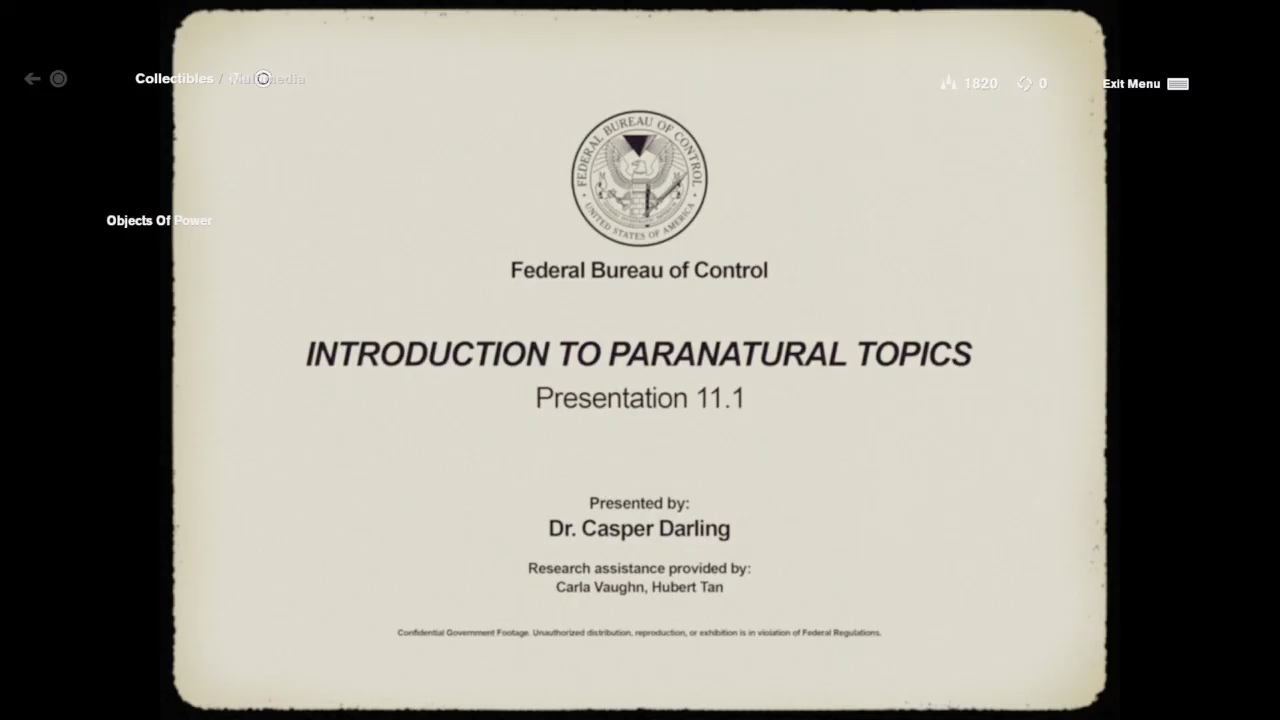 Collectibles / Multimedia
1820
0
Exit Menu
FEDERAL BUREAU OF CONTROL
UNITED STATES OF AMERICA
Objects Of Power
Federal Bureau of Control
INTRODUCTION TO PARANATURAL TOPICS
Presentation 11.1
Presented by:
Dr. Casper Darling
Research assistance provided by:
Carla Vaughn, Hubert Tan
Confidential Government Footage. Unauthorized distribution, reproduction, or exhibition is in violation of Federal Regulations.